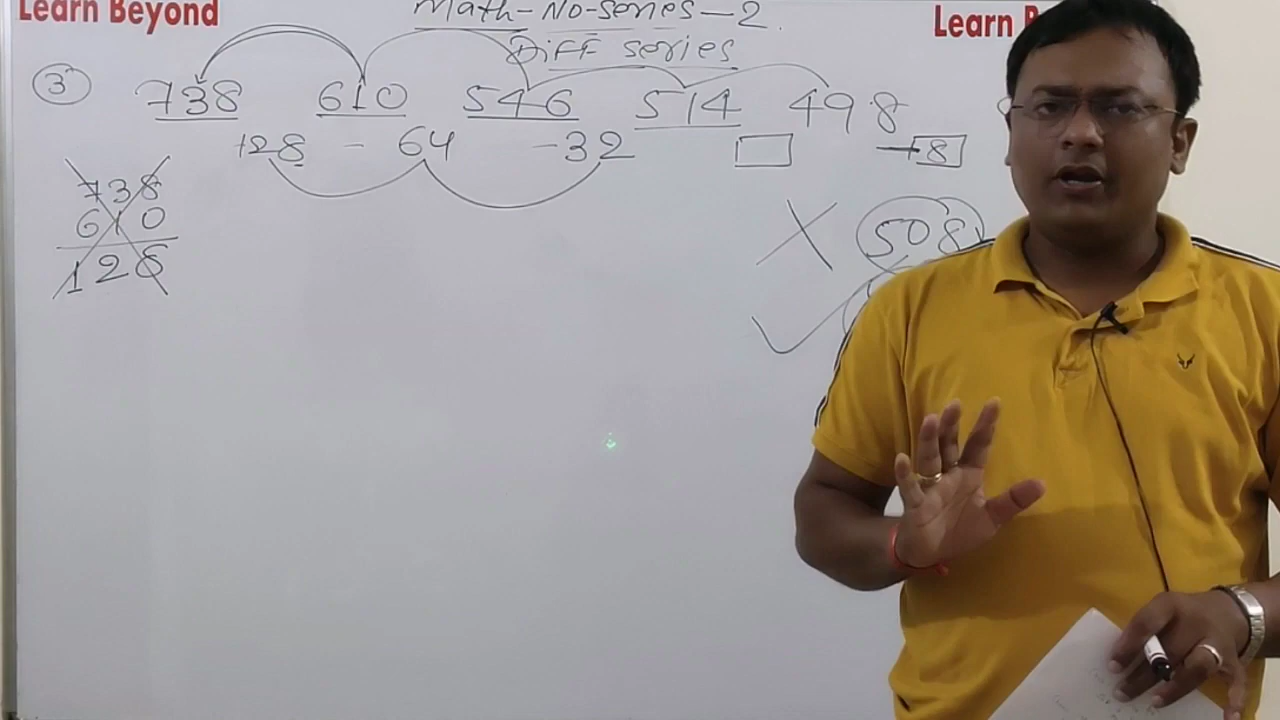 Learn Beyond
Math-No-series-2.
Learn
Diff series
3 738 610 546 514 498
+128 - 64 - 32 - 8
738
610
128
508